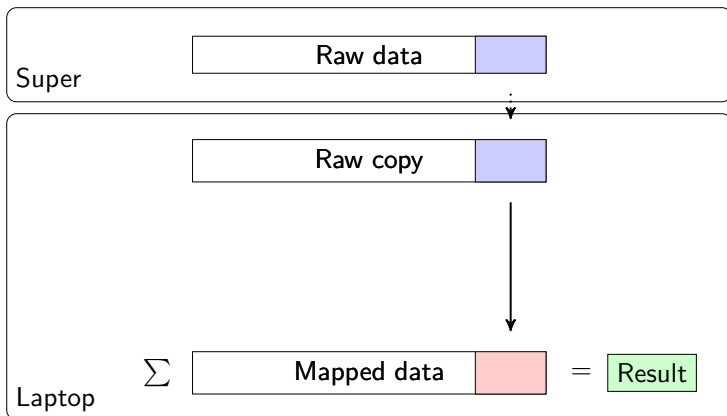 Raw data
Super
Raw copy
∑ Mapped data = Result
Laptop